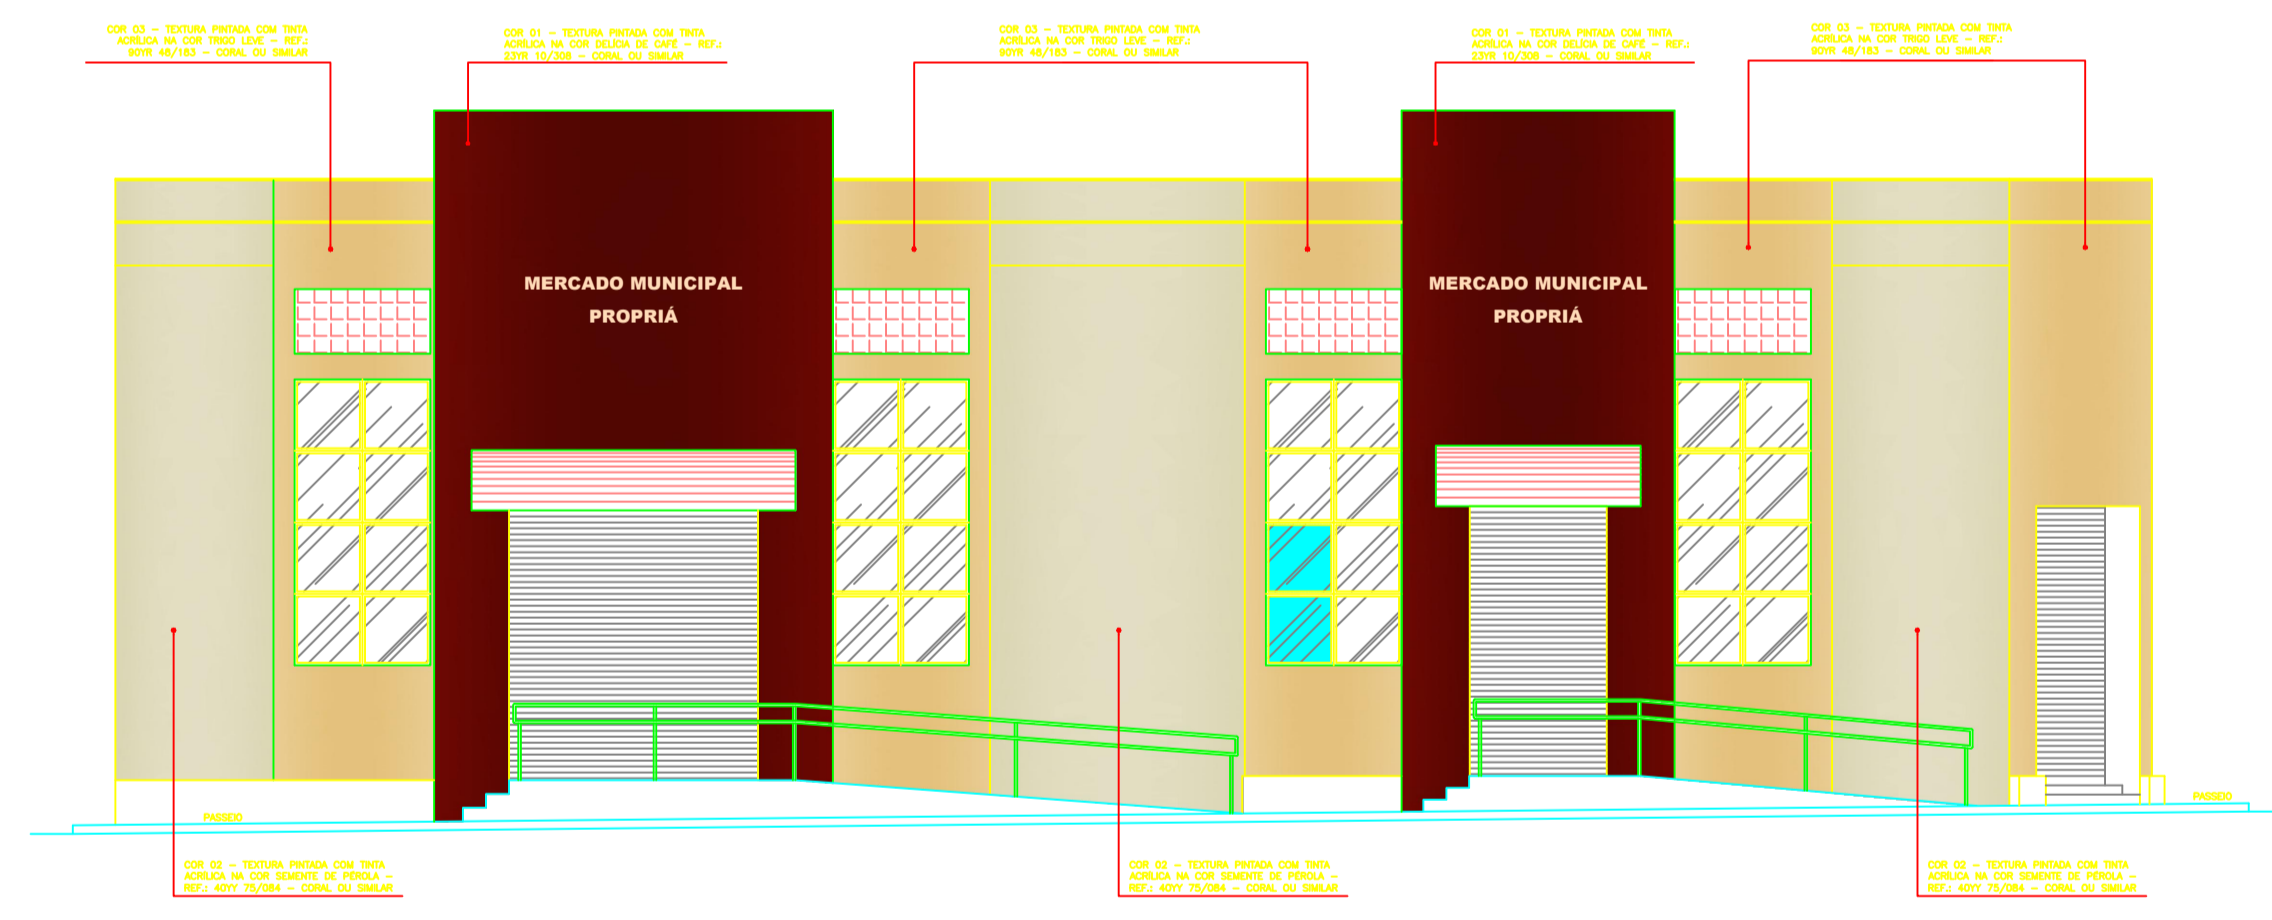 COR 03 – TEXTURA PINTADA COM TINTA
ACRÍLICA NA COR TRIGO LEVE – REF.:
90YR 48/183 – CORAL OU SIMILAR
COR 01 – TEXTURA PINTADA COM TINTA
ACRÍLICA NA COR DELÍCIA DE CAFÉ – REF.:
23YR 10/308 – CORAL OU SIMILAR
COR 03 – TEXTURA PINTADA COM TINTA
ACRÍLICA NA COR TRIGO LEVE – REF.:
90YR 48/183 – CORAL OU SIMILAR
COR 01 – TEXTURA PINTADA COM TINTA
ACRÍLICA NA COR DELÍCIA DE CAFÉ – REF.:
23YR 10/308 – CORAL OU SIMILAR
COR 03 – TEXTURA PINTADA COM TINTA
ACRÍLICA NA COR TRIGO LEVE – REF.:
90YR 48/183 – CORAL OU SIMILAR
MERCADO MUNICIPAL
PROPRIÁ
MERCADO MUNICIPAL
PROPRIÁ
PASSEIO
PASSEIO
COR 02 – TEXTURA PINTADA COM TINTA
ACRÍLICA NA COR SEMENTE DE PÉROLA –
REF.: 40YY 75/084 – CORAL OU SIMILAR
COR 02 – TEXTURA PINTADA COM TINTA
ACRÍLICA NA COR SEMENTE DE PÉROLA –
REF.: 40YY 75/084 – CORAL OU SIMILAR
COR 02 – TEXTURA PINTADA COM TINTA
ACRÍLICA NA COR SEMENTE DE PÉROLA –
REF.: 40YY 75/084 – CORAL OU SIMILAR